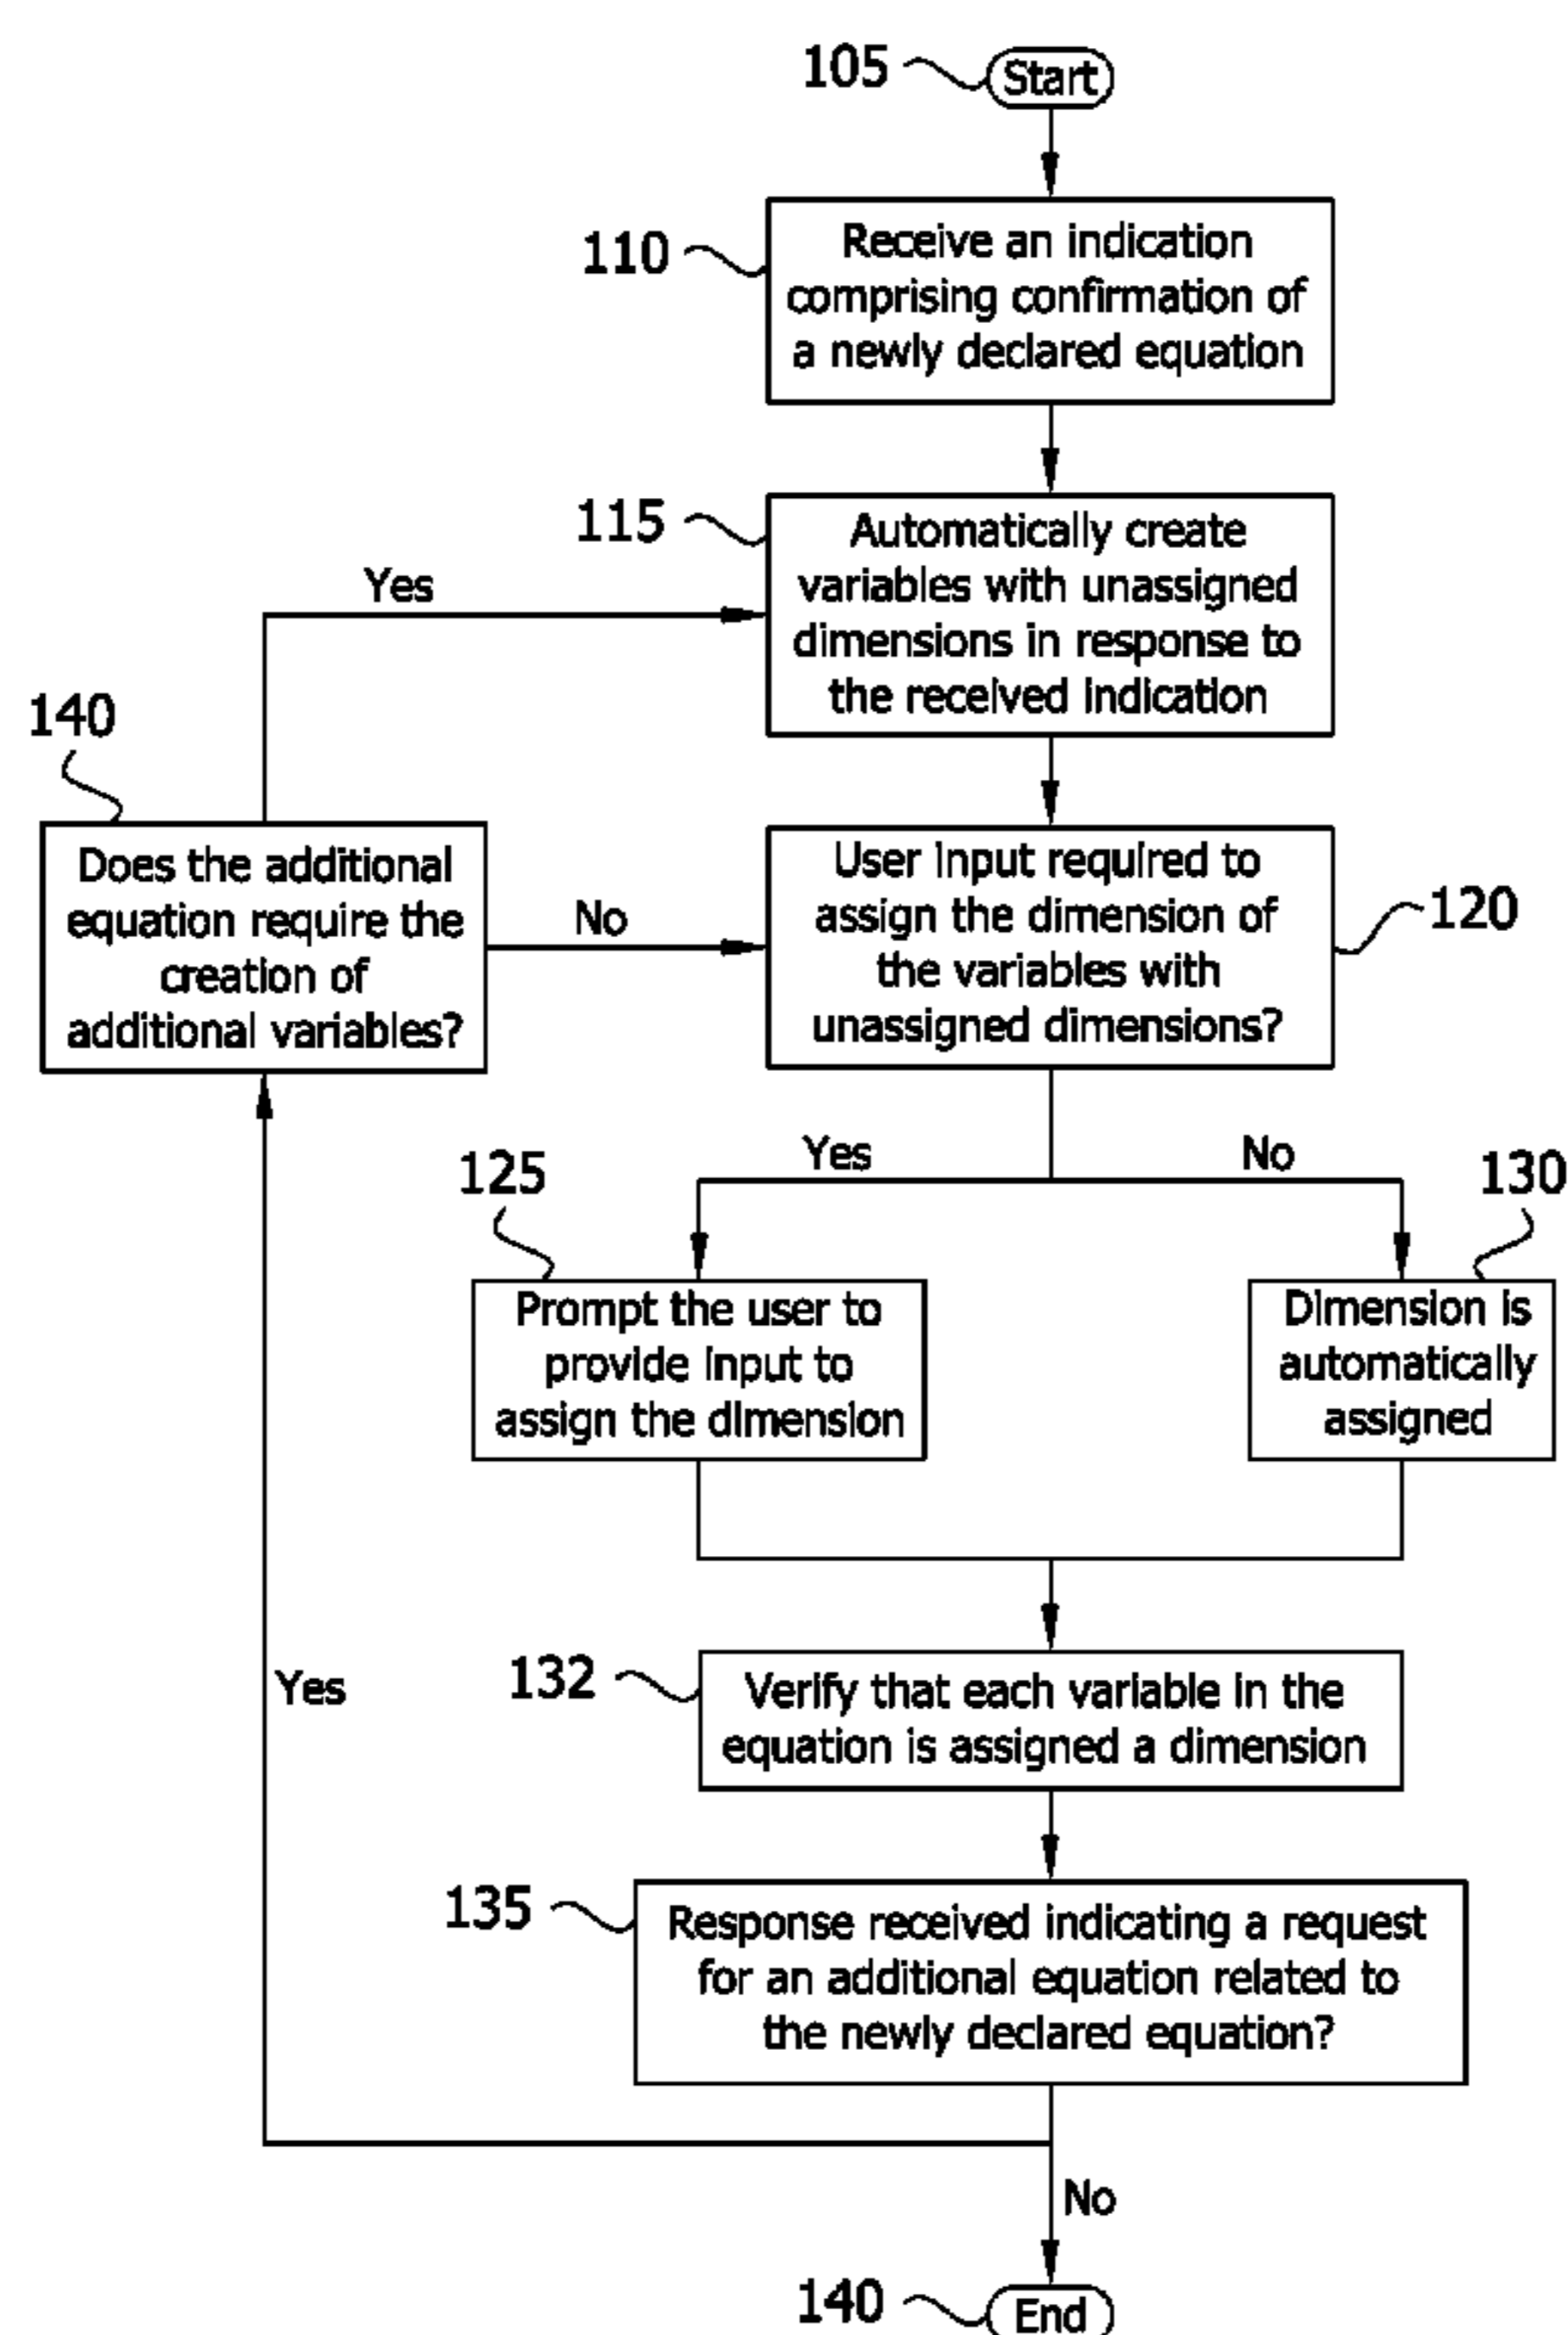 105
Start
110
Receive an indication
comprising confirmation of
a newly declared equation
115
Automatically create
variables with unassigned
dimensions in response to
the received indication
Yes
140
Does the additional
equation require the
creation of
additional variables?
No
User input required to
assign the dimension of
the variables with
unassigned dimensions?
120
Yes
No
125
130
Prompt the user to
provide input to
assign the dimension
Dimension is
automatically
assigned
132
Verify that each variable in the
equation is assigned a dimension
Yes
135
Response received indicating a request
for an additional equation related to
the newly declared equation?
No
140
End